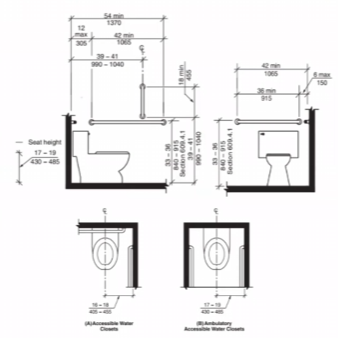 54 min
1370
12
max
305
42 min
1065
39 – 41
990 – 1040
18 min
455
33 – 36
840 – 915
Section 609.4.1
39 – 41
990 – 1040
Seat height
17 – 19
430 – 485
42 min
1065
36 min
915
6 max
150
33 – 36
840 – 915
Section 609.4.1
16 – 18
405 – 455
(A)Accessible Water
Closets
17 – 19
430 – 485
(B)Ambulatory
Accessible Water Closets